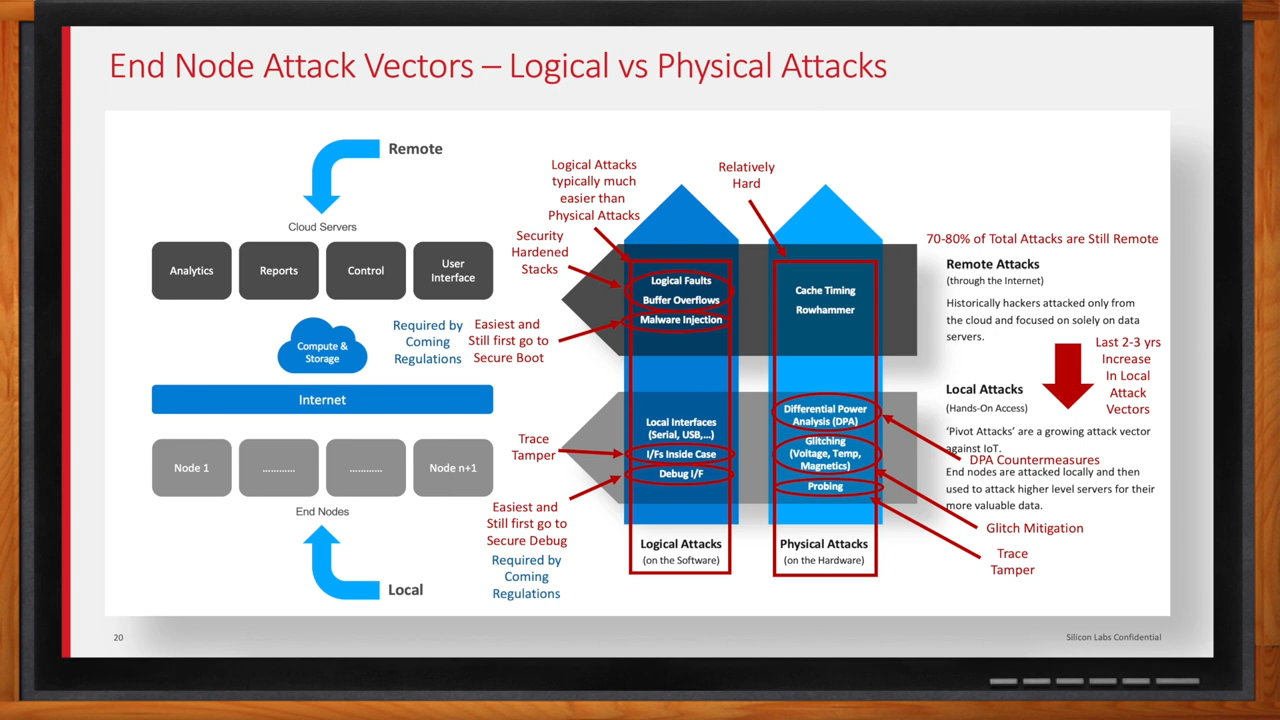 End Node Attack Vectors – Logical vs Physical Attacks
Remote
Cloud Servers
Analytics
Reports
Control
User
Interface
Compute &
Storage
Internet
Node 1
............
............
Node n+1
End Nodes
Local
Required by
Coming
Regulations
Logical Attacks
typically much
easier than
Physical Attacks
Security
Hardened
Stacks
Easiest and
Still first go to
Secure Boot
Trace
Tamper
Easiest and
Still first go to
Secure Debug
Required by
Coming
Regulations
Logical Faults
Buffer Overflows
Malware Injection
Local Interfaces
(Serial, USB,...)
I/Fs Inside Case
Debug I/F
Logical Attacks
(on the Software)
Relatively
Hard
Cache Timing
Rowhammer
Differential Power
Analysis (DPA)
Glitching
(Voltage, Temp,
Magnetics)
Probing
Physical Attacks
(on the Hardware)
70-80% of Total Attacks are Still Remote
Remote Attacks
(through the Internet)
Historically hackers attacked only from
the cloud and focused on solely on data
servers.
Last 2-3 yrs
Increase
In Local
Attack
Vectors
Local Attacks
(Hands-On Access)
‘Pivot Attacks’ are a growing attack vector
against IoT.
DPA Countermeasures
End nodes are attacked locally and then
used to attack higher level servers for their
more valuable data.
Glitch Mitigation
Trace
Tamper
20
Silicon Labs Confidential